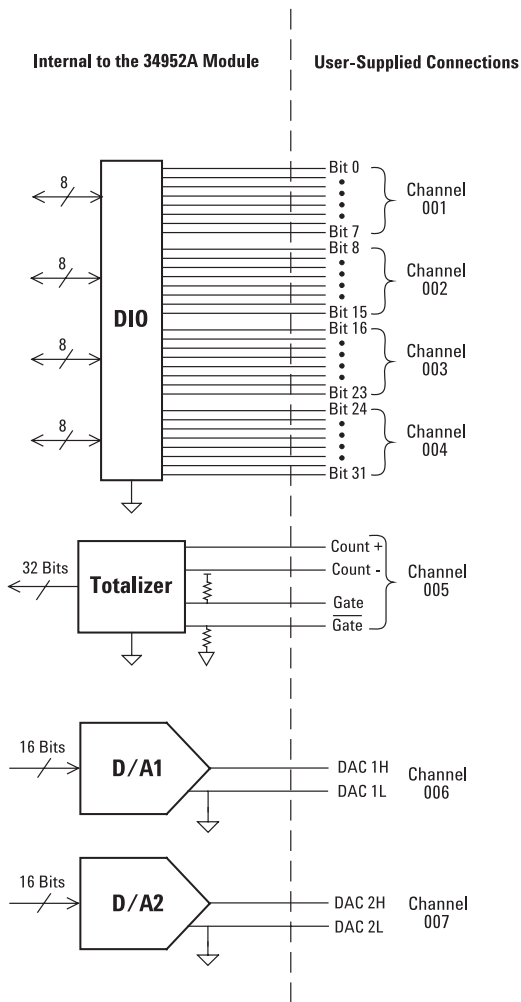 Internal to the 34952A Module
User-Supplied Connections
8
8
8
8
DIO
Bit 0
Bit 7
Channel
001
Bit 8
Bit 15
Channel
002
Bit 16
Bit 23
Channel
003
Bit 24
Bit 31
Channel
004
32 Bits
Totalizer
Count +
Count -
Gate
Gate
Channel
005
16 Bits
D/A1
DAC 1H
DAC 1L
Channel
006
16 Bits
D/A2
DAC 2H
DAC 2L
Channel
007